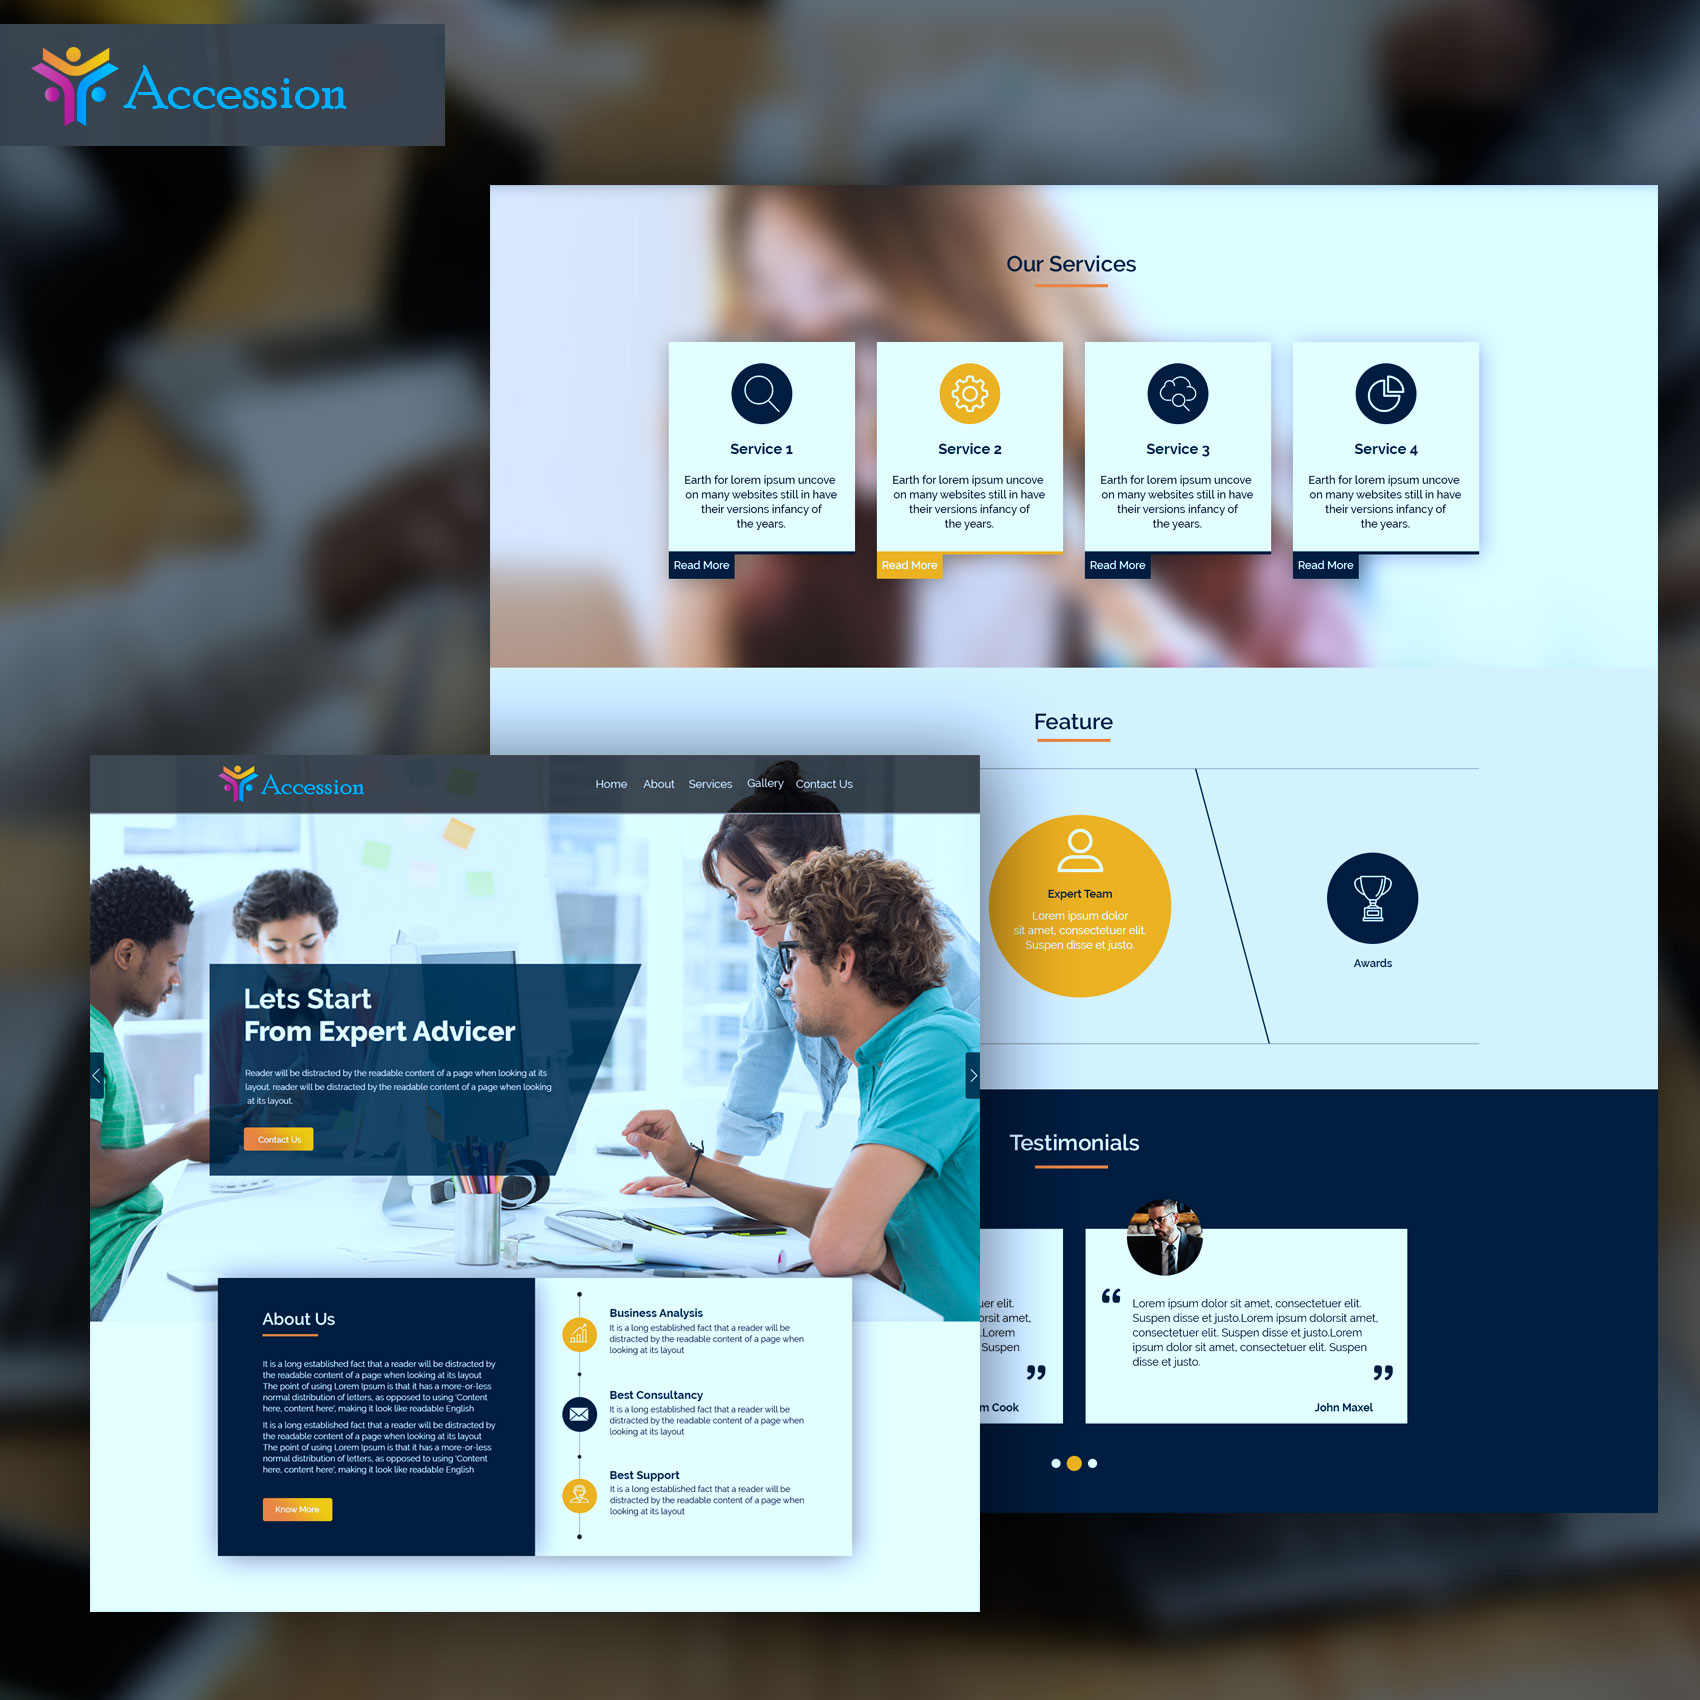 Accession
Our Services
Service 1
Earth for lorem ipsum uncove
on many websites still in have
their versions infancy of
the years.
Read More
Service 2
Earth for lorem ipsum uncove
on many websites still in have
their versions infancy of
the years.
Read More
Service 3
Earth for lorem ipsum uncove
on many websites still in have
their versions infancy of
the years.
Read More
Service 4
Earth for lorem ipsum uncove
on many websites still in have
their versions infancy of
the years.
Read More
Feature
Expert Team
Lorem ipsum dolor
sit amet, consectetuer elit.
Suspen disse et justo.
Awards
Testimonials
elit.
amet,
.Lorem
Suspen
”
Cook
“
Lorem ipsum dolor sit amet, consectetuer elit.
Suspen disse et justo.Lorem ipsum dolorsit amet,
consectetuer elit. Suspen disse et justo.Lorem
ipsum dolor sit amet, consectetuer elit. Suspen
disse et justo.
”
John Maxel
Accession
Home About Services Gallery Contact Us
Lets Start
From Expert Advicer
Reader will be distracted by the readable content of a page when looking at its
layout. reader will be distracted by the readable content of a page when looking
at its layout.
Contact Us
About Us
It is a long established fact that a reader will be distracted by
the readable content of a page when looking at its layout
The point of using Lorem Ipsum is that it has a more-or-less
normal distribution of letters, as opposed to using 'Content
here, content here', making it look like readable English
It is a long established fact that a reader will be distracted by
the readable content of a page when looking at its layout
The point of using Lorem Ipsum is that it has a more-or-less
normal distribution of letters, as opposed to using 'Content
here, content here', making it look like readable English
Know More
Business Analysis
It is a long established fact that a reader will be
distracted by the readable content of a page when
looking at its layout
Best Consultancy
It is a long established fact that a reader will be
distracted by the readable content of a page when
looking at its layout
Best Support
It is a long established fact that a reader will be
distracted by the readable content of a page when
looking at its layout